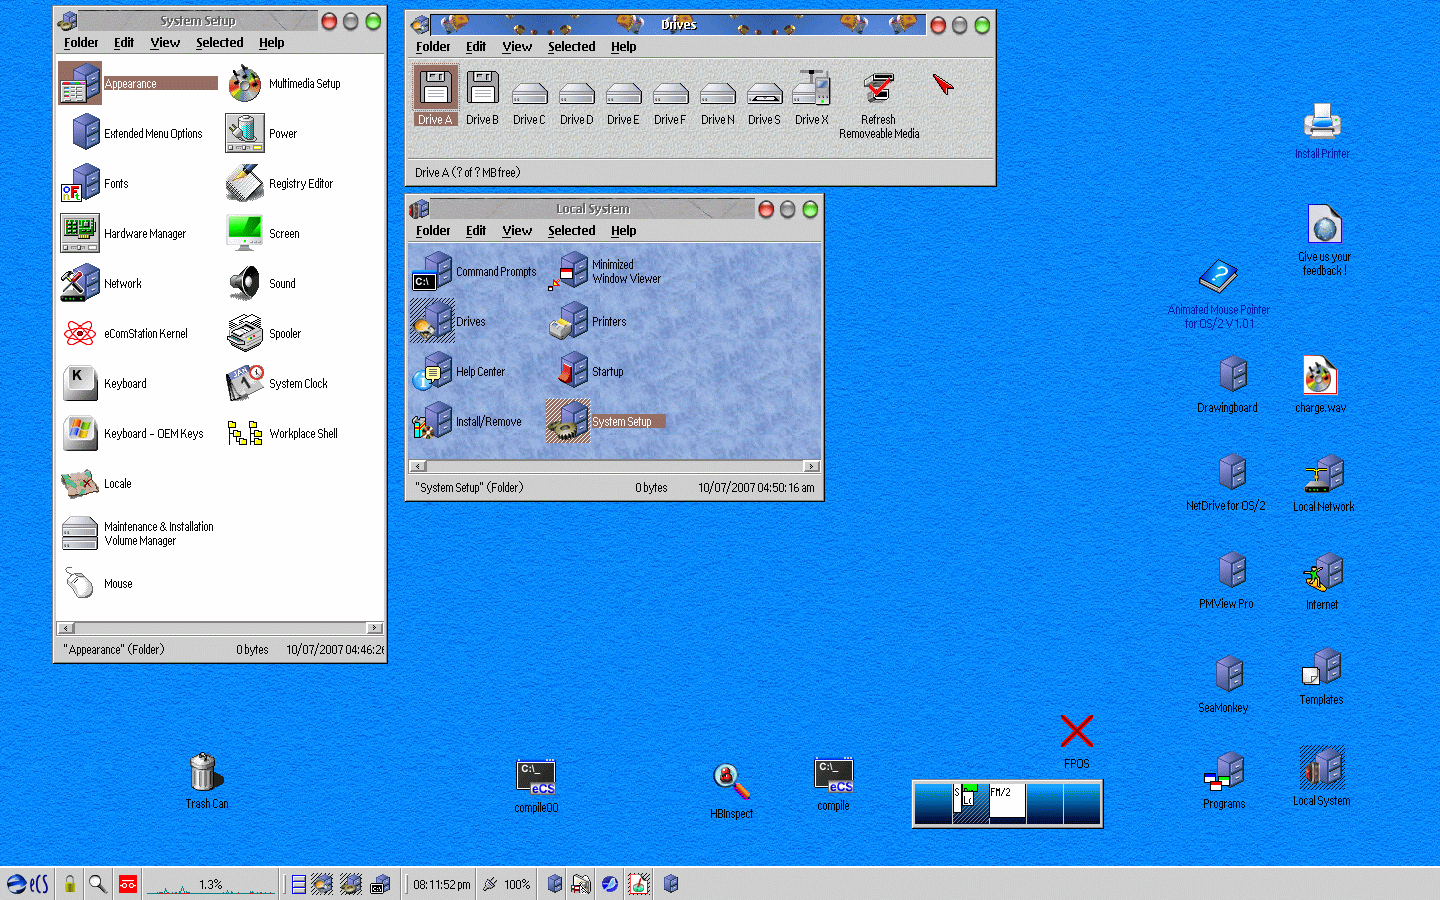 System Setup
Folder Edit View Selected Help
Appearance
Multimedia Setup
Extended Menu Options
Power
Fonts
Registry Editor
Hardware Manager
Screen
Network
Sound
eComStation Kernel
Spooler
K
Keyboard
JAN
1
System Clock
Keyboard - OEM Keys
Workplace Shell
Locale
Maintenance & Installation
Volume Manager
Mouse
"Appearance" (Folder) 0 bytes 10/07/2007 04:46:26
Drives
Folder Edit View Selected Help
Drive A
Drive B
Drive C
Drive D
Drive E
Drive F
Drive N
Drive S
Drive X
Refresh
Removeable Media
Drive A (? of ? MB free)
Local System
Folder Edit View Selected Help
C:\
Command Prompts
Minimized
Window Viewer
Drives
Printers
Help Center
Startup
Install/Remove
System Setup
"System Setup" (Folder) 0 bytes 10/07/2007 04:50:16 am
Install Printer
Give us your
feedback !
Animated Mouse Pointer
for OS/2 V1.01
Drawingboard
charge.wav
NetDrive for OS/2
Local Network
PMView Pro
Internet
SeaMonkey
Templates
Programs
Local System
FPOS
Trash Can
C:\_
eCS
compile00
HBInspect
C:\_
eCS
compile
S
Lc
FM/2
eCS
1.3%
08:11:52 pm
100%